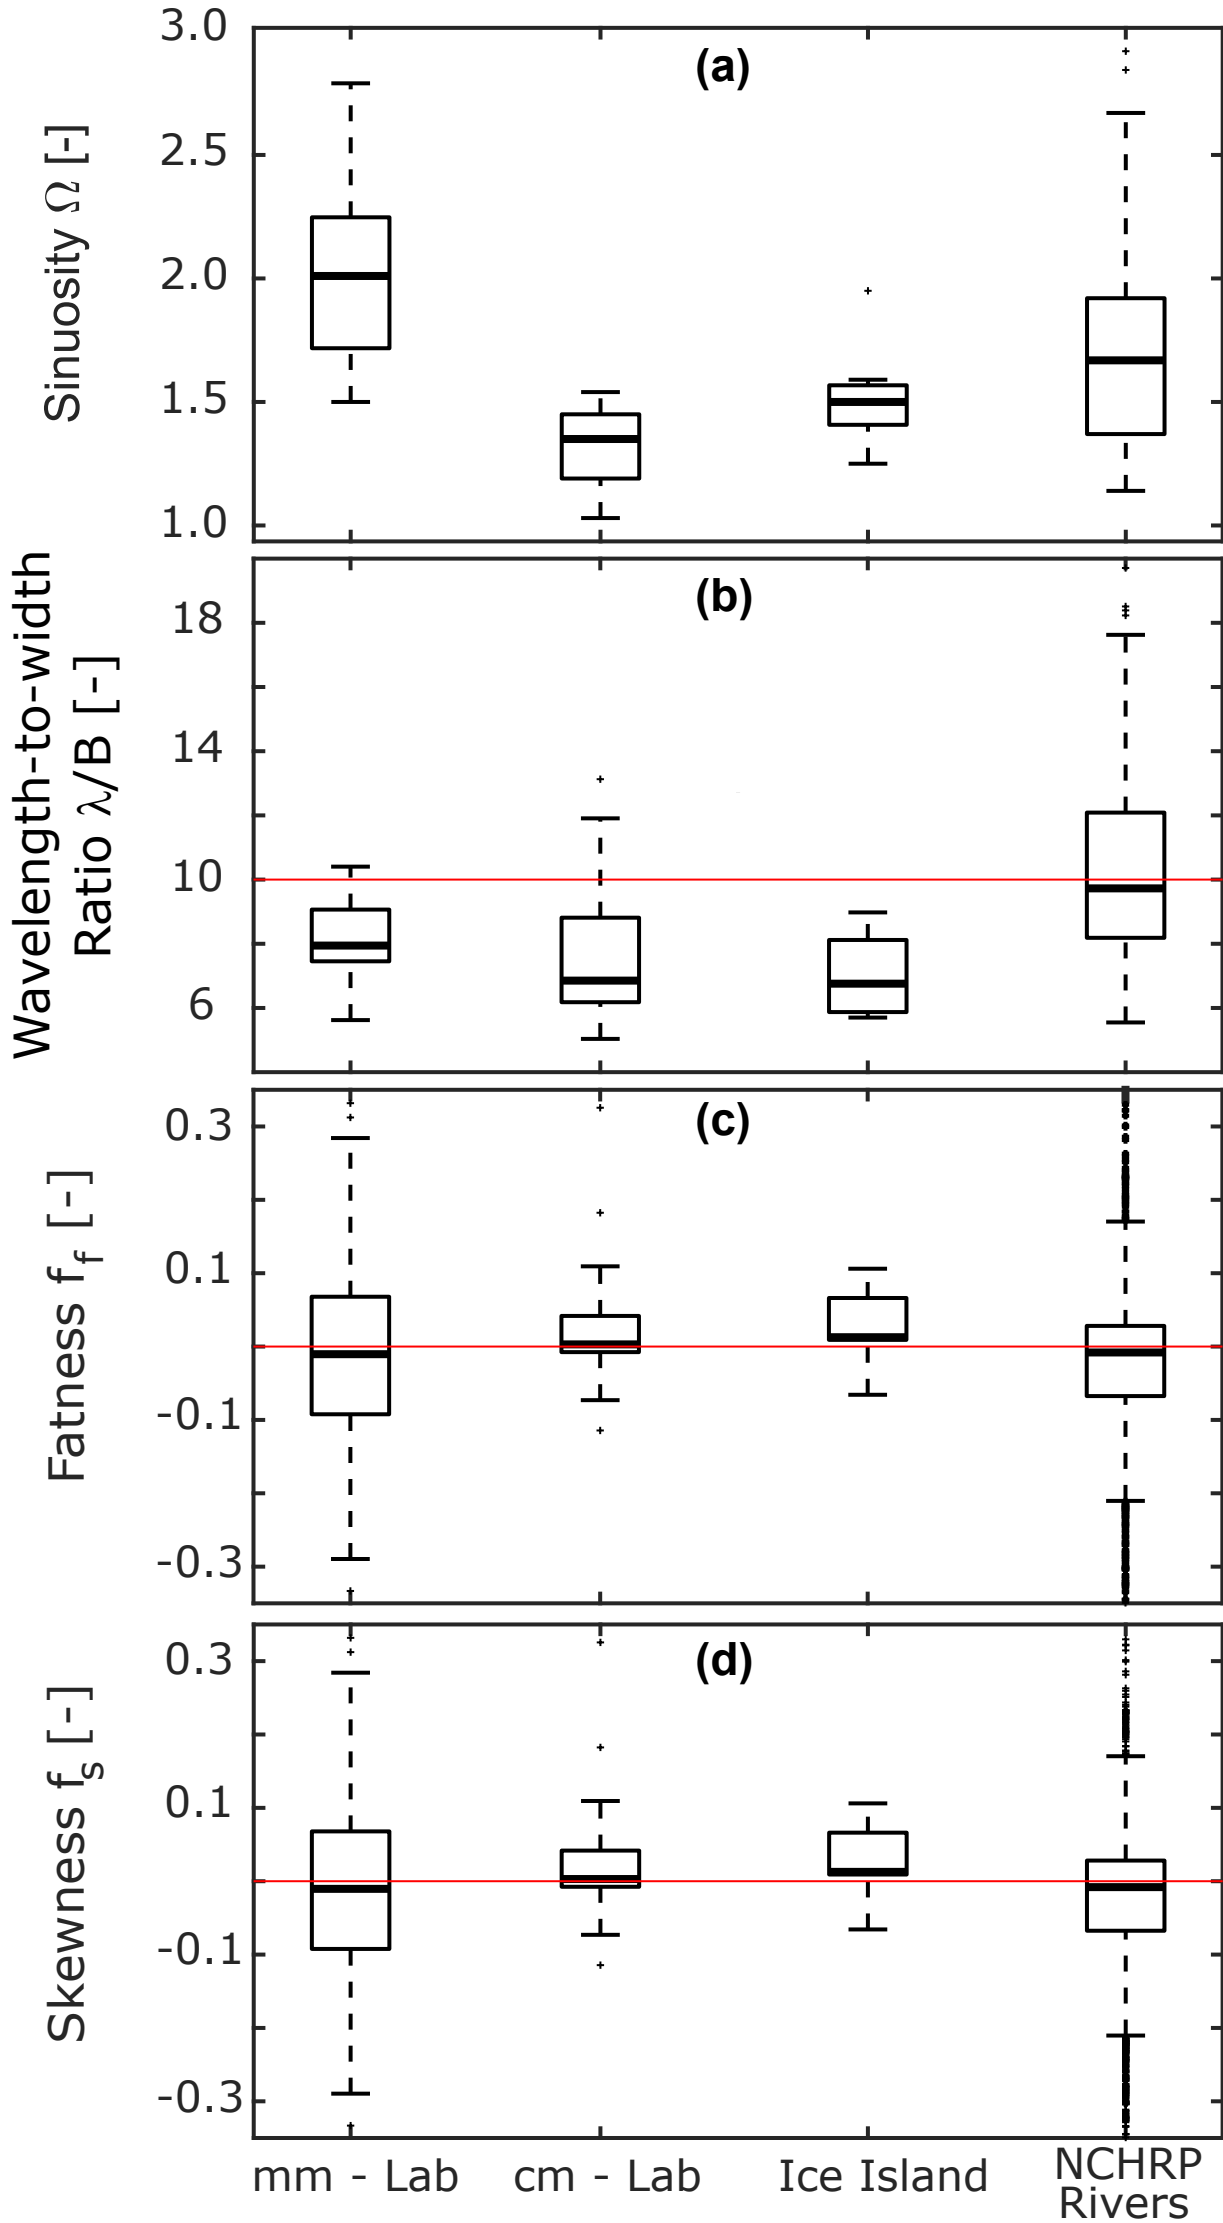 (a)
Sinuosity Ω [-]
3.0
2.5
2.0
1.5
1.0
(b)
Wavelength-to-width
Ratio λ/B [-]
18
14
10
6
(c)
Fatness f_f [-]
0.3
0.1
-0.1
-0.3
(d)
Skewness f_s [-]
0.3
0.1
-0.1
-0.3
mm - Lab
cm - Lab
Ice Island
NCHRP
Rivers